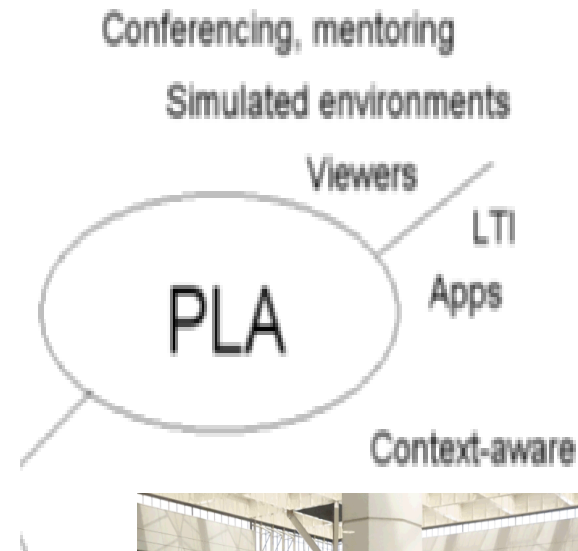 Conferencing, mentoring
Simulated environments
Viewers
LTI
Apps
PLA
Context-aware